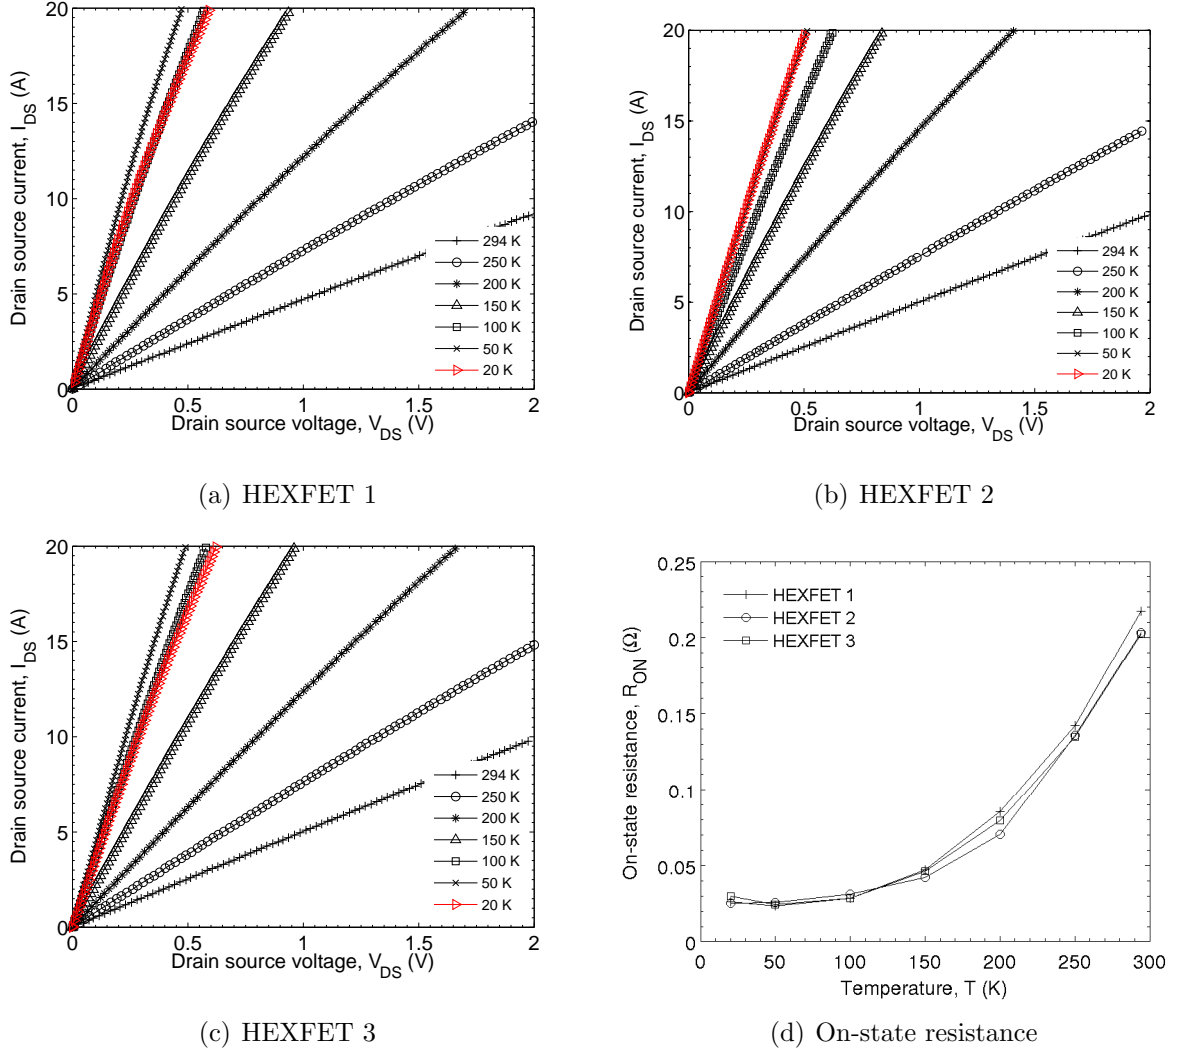 20
15
10
5
0
0
0.5
1
1.5
2
Drain source current, I_DS (A)
Drain source voltage, V_DS (V)
294 K
250 K
200 K
150 K
100 K
50 K
20 K
(a) HEXFET 1
20
15
10
5
0
0
0.5
1
1.5
2
Drain source current, I_DS (A)
Drain source voltage, V_DS (V)
294 K
250 K
200 K
150 K
100 K
50 K
20 K
(b) HEXFET 2
20
15
10
5
0
0
0.5
1
1.5
2
Drain source current, I_DS (A)
Drain source voltage, V_DS (V)
294 K
250 K
200 K
150 K
100 K
50 K
20 K
(c) HEXFET 3
0.25
0.2
0.15
0.1
0.05
0
0
50
100
150
200
250
300
On-state resistance, R_ON (Ω)
Temperature, T (K)
HEXFET 1
HEXFET 2
HEXFET 3
(d) On-state resistance